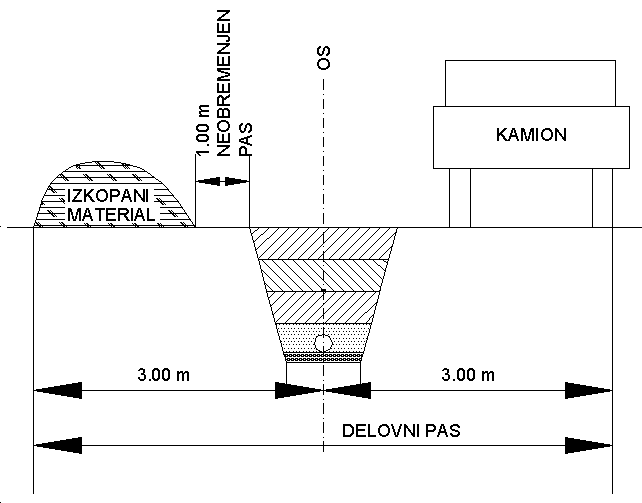 1.00 m
NEOBREMENJEN
PAS
OS
KAMION
IZKOPANI
MATERIAL
3.00 m
3.00 m
DELOVNI PAS